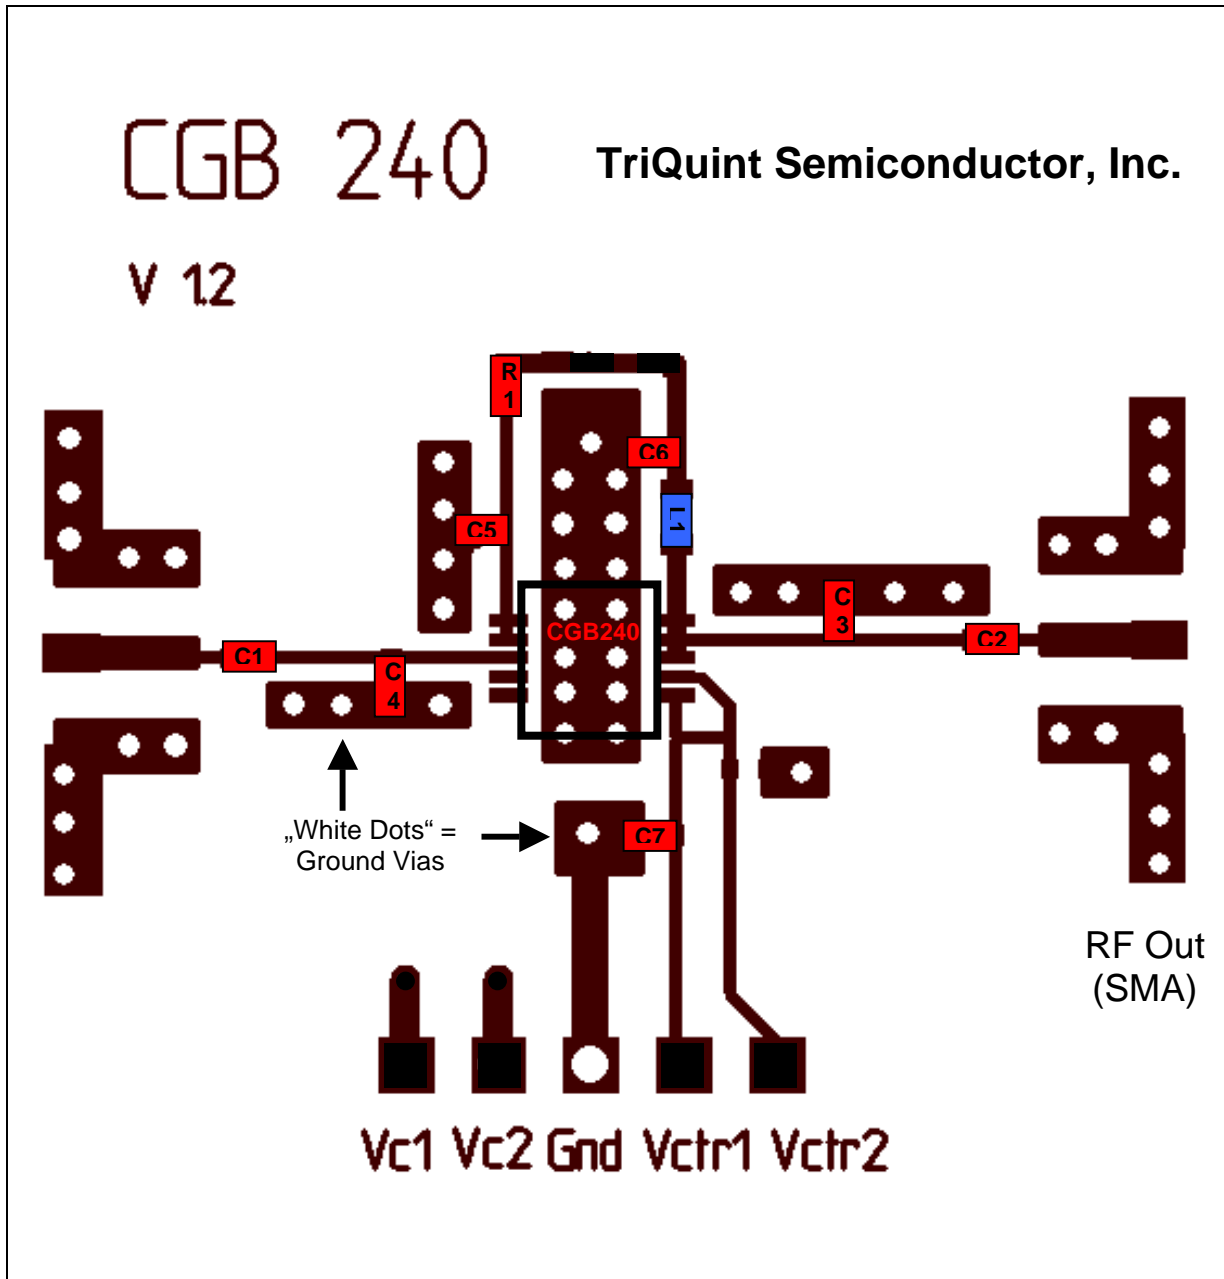 CGB 240
TriQuint Semiconductor, Inc.
V 1.2
R
1
C6
L1
C5
CGB240
C
3
C1
C2
C
4
„White Dots“ =
Ground Vias
C7
RF Out
(SMA)
Vc1 Vc2 Gnd Vctr1 Vctr2